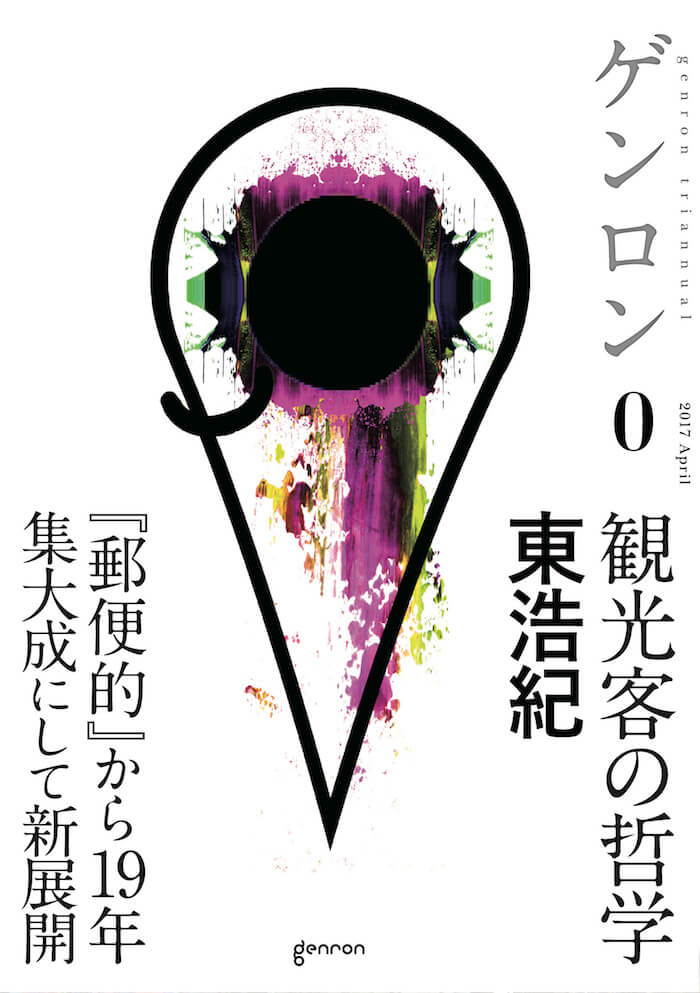 ゲンロン
0
genron triannual
2017 April
観光客の哲学
東浩紀
『郵便的』から19年
集大成にして新展開
genron